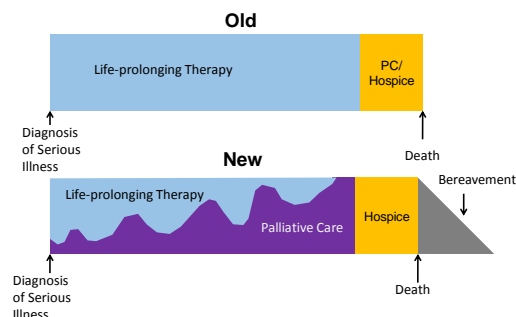 Old
Life-prolonging Therapy
PC/
Hospice
Diagnosis
of Serious
Illness
Death
New
Bereavement
Life-prolonging Therapy
Palliative Care
Hospice
Diagnosis
of Serious
Illness
Death